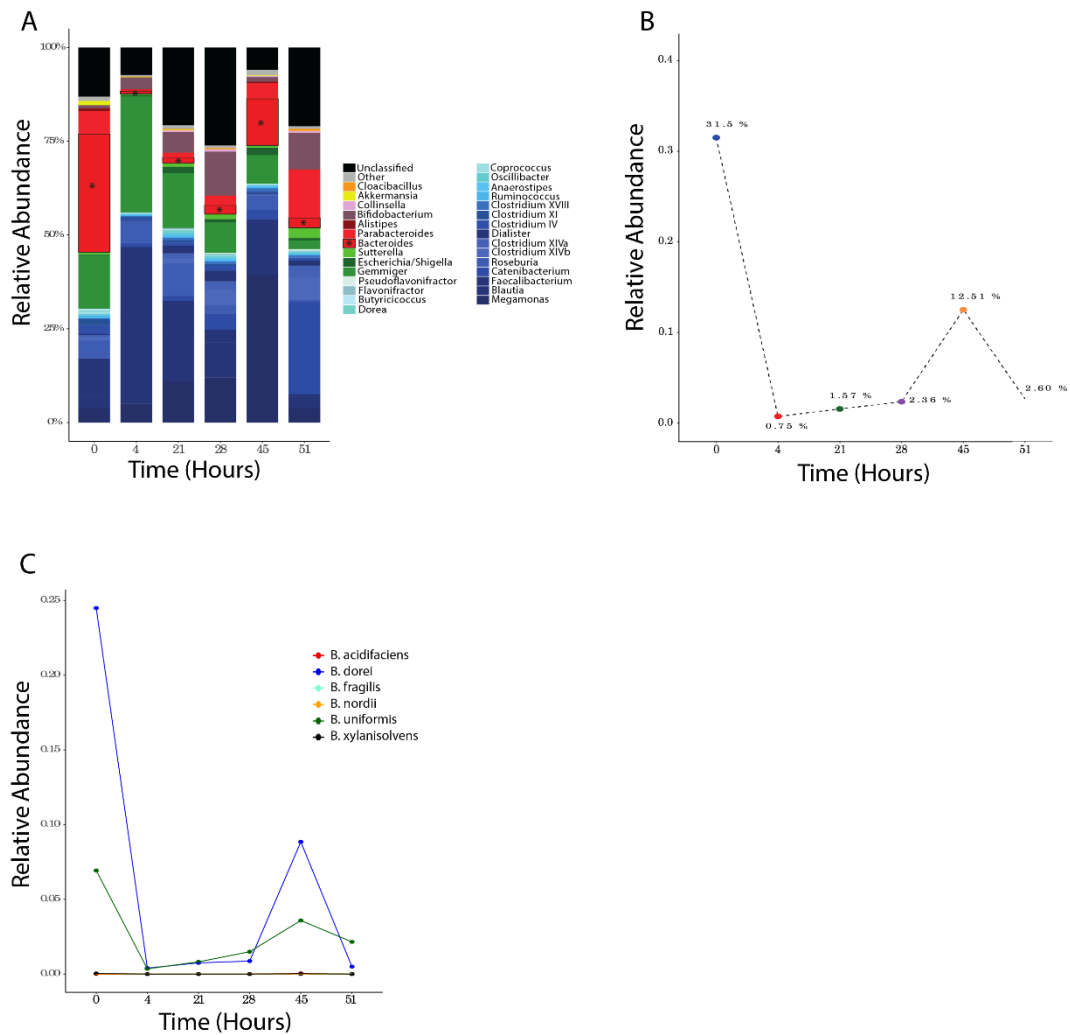 A
100%
75%
50%
25%
0%
Relative Abundance
0 4 21 28 45 51
Time (Hours)
*
*
*
*
*
*
Unclassified
Other
Cloacibacillus
Akkermansia
Collinsella
Bifidobacterium
Alistipes
Parabacteroides
* Bacteroides
Sutterella
Escherichia/Shigella
Gemmiger
Pseudoflavonifractor
Flavonifractor
Butyricicoccus
Dorea
Coprococcus
Oscillibacter
Anaerostipes
Ruminococcus
Clostridium XVIII
Clostridium XI
Clostridium IV
Dialister
Clostridium XIVa
Clostridium XIVb
Roseburia
Catenibacterium
Faecalibacterium
Blautia
Megamonas
B
0.4
0.3
0.2
0.1
0.0
Relative Abundance
31.5 %
0.75 %
1.57 %
2.36 %
12.51 %
2.60 %
0 4 21 28 45 51
Time (Hours)
C
0.25
0.20
0.15
0.10
0.05
0.00
Relative Abundance
B. acidifaciens
B. dorei
B. fragilis
B. nordii
B. uniformis
B. xylanisolvens
0 4 21 28 45 51
Time (Hours)